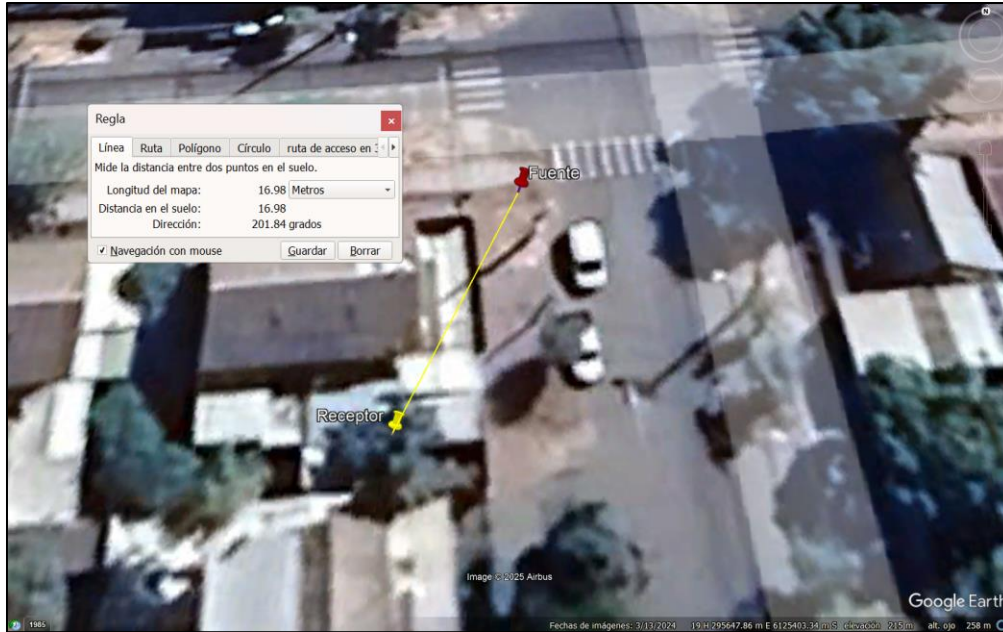 N
Regla
Línea Ruta Polígono Círculo ruta de acceso en 3
Mide la distancia entre dos puntos en el suelo.
Longitud del mapa: 16.98 Metros
Distancia en el suelo: 16.98
Dirección: 201.84 grados
Navegación con mouse Guardar Borrar
Fuente
Receptor
Image © 2025 Airbus
Google Earth
1985 Fechas de imágenes: 3/13/2024 19 H 295647.86 m E 6125403.34 m S elevación 215 m alt. ojo 258 m